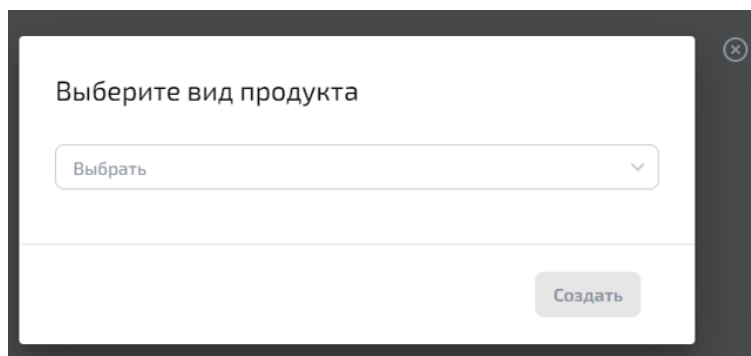 Выберите вид продукта
Выбрать
Создать